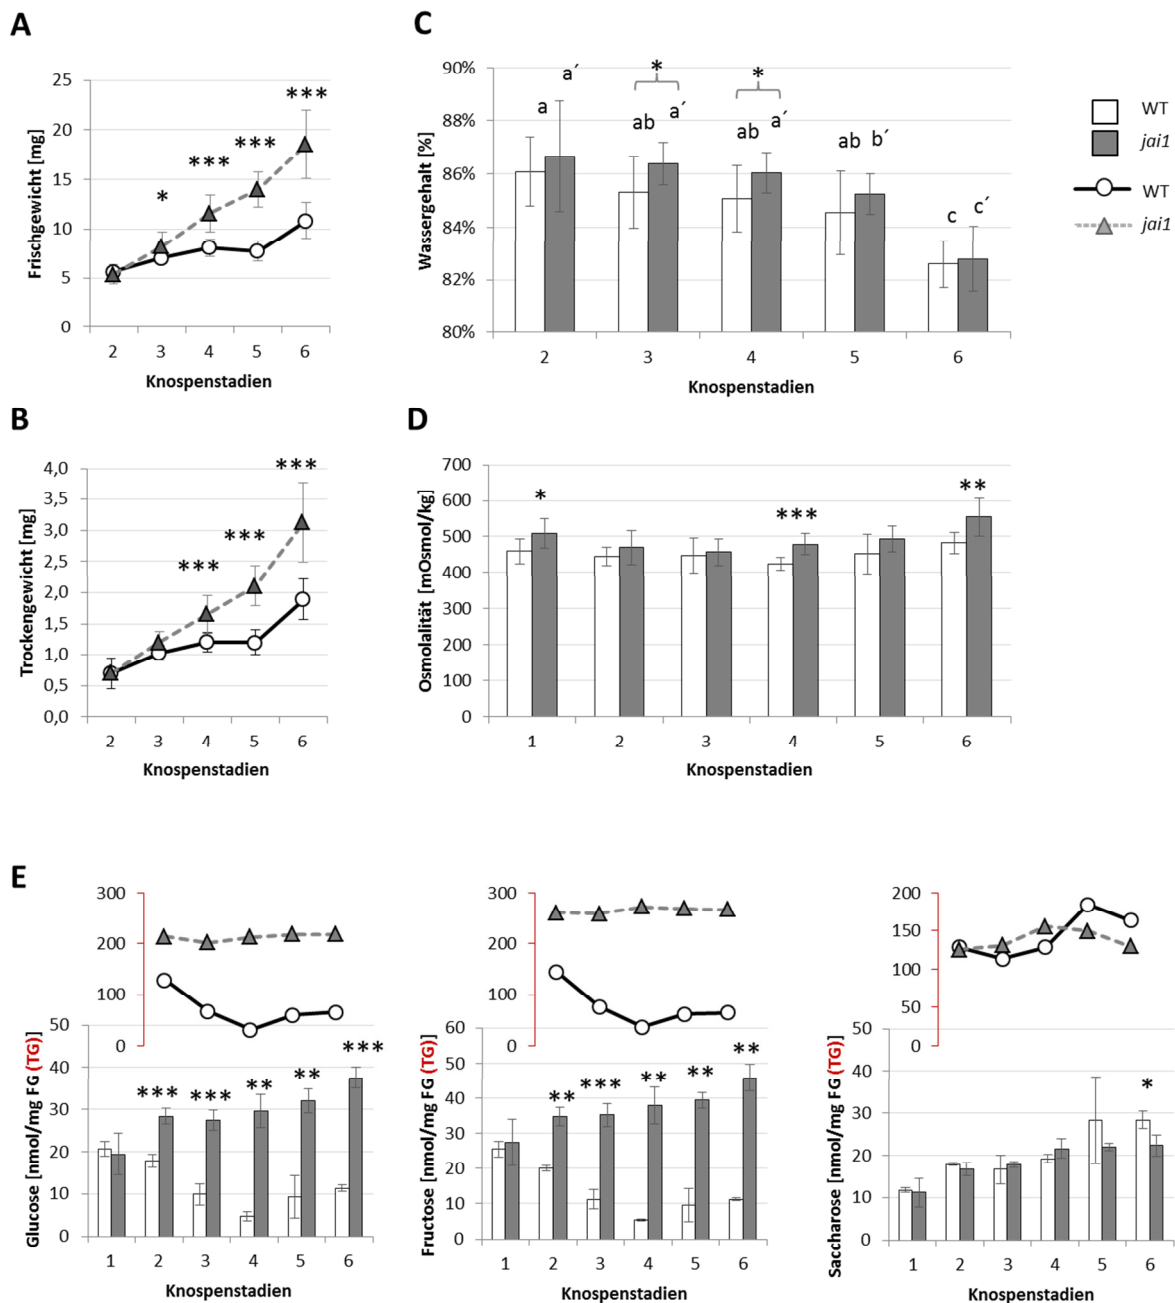 A
Frischgewicht [mg]
25
20
15
10
5
0
*
***
***
***
2 3 4 5 6
Knospenstadien
B
Trockengewicht [mg]
4,0
3,5
3,0
2,5
2,0
1,5
1,0
0,5
0,0
***
***
***
2 3 4 5 6
Knospenstadien
C
Wassergehalt [%]
90%
88%
86%
84%
82%
80%
a a´ ab a´ ab a´ ab b´ c c´
* *
2 3 4 5 6
Knospenstadien
WT
jai1
WT
jai1
D
Osmolalität [mOsmol/kg]
700
600
500
400
300
200
100
0
* *** **
1 2 3 4 5 6
Knospenstadien
E
300
200
100
0
Glucose [nmol/mg FG (TG)]
50
40
30
20
10
0
*** *** ** ** ***
1 2 3 4 5 6
Knospenstadien
300
200
100
0
Fructose [nmol/mg FG (TG)]
60
50
40
30
20
10
0
** *** ** ** **
1 2 3 4 5 6
Knospenstadien
200
150
100
50
0
Saccharose [nmol/mg FG (TG)]
50
40
30
20
10
0
*
1 2 3 4 5 6
Knospenstadien